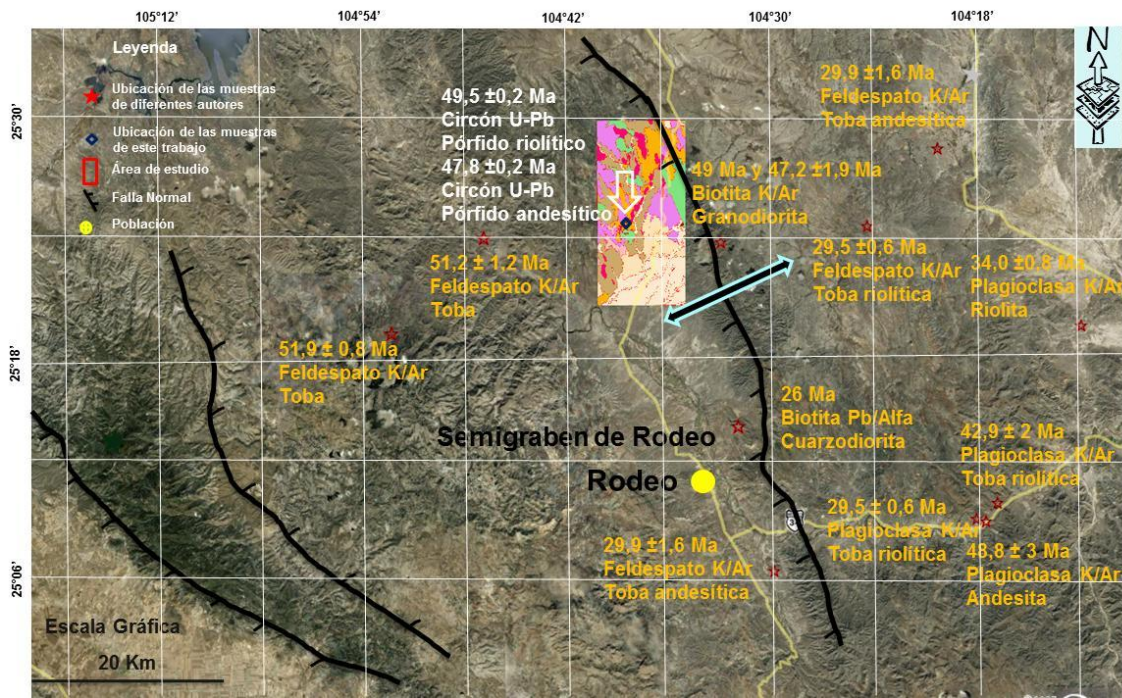 105°12'
104°54'
104°42'
104°30'
104°18'
25°30'
25°18'
25°06'
Leyenda
Ubicación de las muestras
de diferentes autores
Ubicación de las muestras
de este trabajo
Área de estudio
Falla Normal
Población
49,5 ±0,2 Ma
Circón U-Pb
Pórfido riolítico
47,8 ±0,2 Ma
Circón U-Pb
Pórfido andesítico
29,9 ±1,6 Ma
Feldespato K/Ar
Toba andesítica
N
49 Ma y 47,2 ±1,9 Ma
Biotita K/Ar
Granodiorita
51,2 ± 1,2 Ma
Feldespato K/Ar
Toba
29,5 ±0,6 Ma
Feldespato K/Ar
Toba riolítica
34,0 ±0,8 Ma
Plagioclasa K/Ar
Riolita
51,9 ± 0,8 Ma
Feldespato K/Ar
Toba
26 Ma
Biotita Pb/Alfa
Cuarzodiorita
Semigraben de Rodeo
Rodeo
42,9 ± 2 Ma
Plagioclasa K/Ar
Toba riolítica
29,5 ± 0,6 Ma
Plagioclasa K/Ar
Toba riolítica
48,8 ± 3 Ma
Plagioclasa K/Ar
Andesita
29,9 ±1,6 Ma
Feldespato K/Ar
Toba andesítica
Escala Gráfica
20 Km